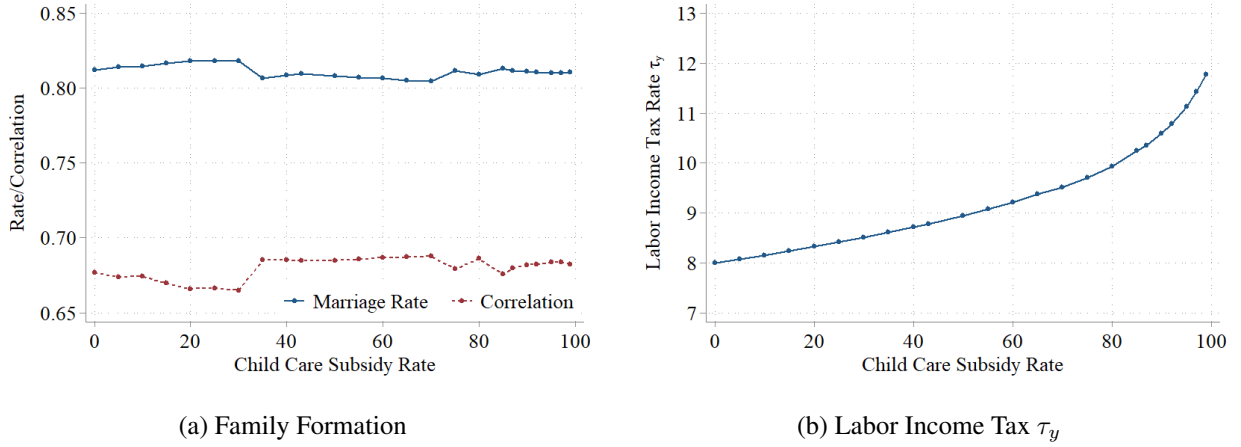 0.85
0.80
0.75
0.70
0.65
Rate/Correlation
Marriage Rate
Correlation
0 20 40 60 80 100
Child Care Subsidy Rate
(a) Family Formation
13
12
11
10
9
8
7
Labor Income Tax Rate τy
0 20 40 60 80 100
Child Care Subsidy Rate
(b) Labor Income Tax τy